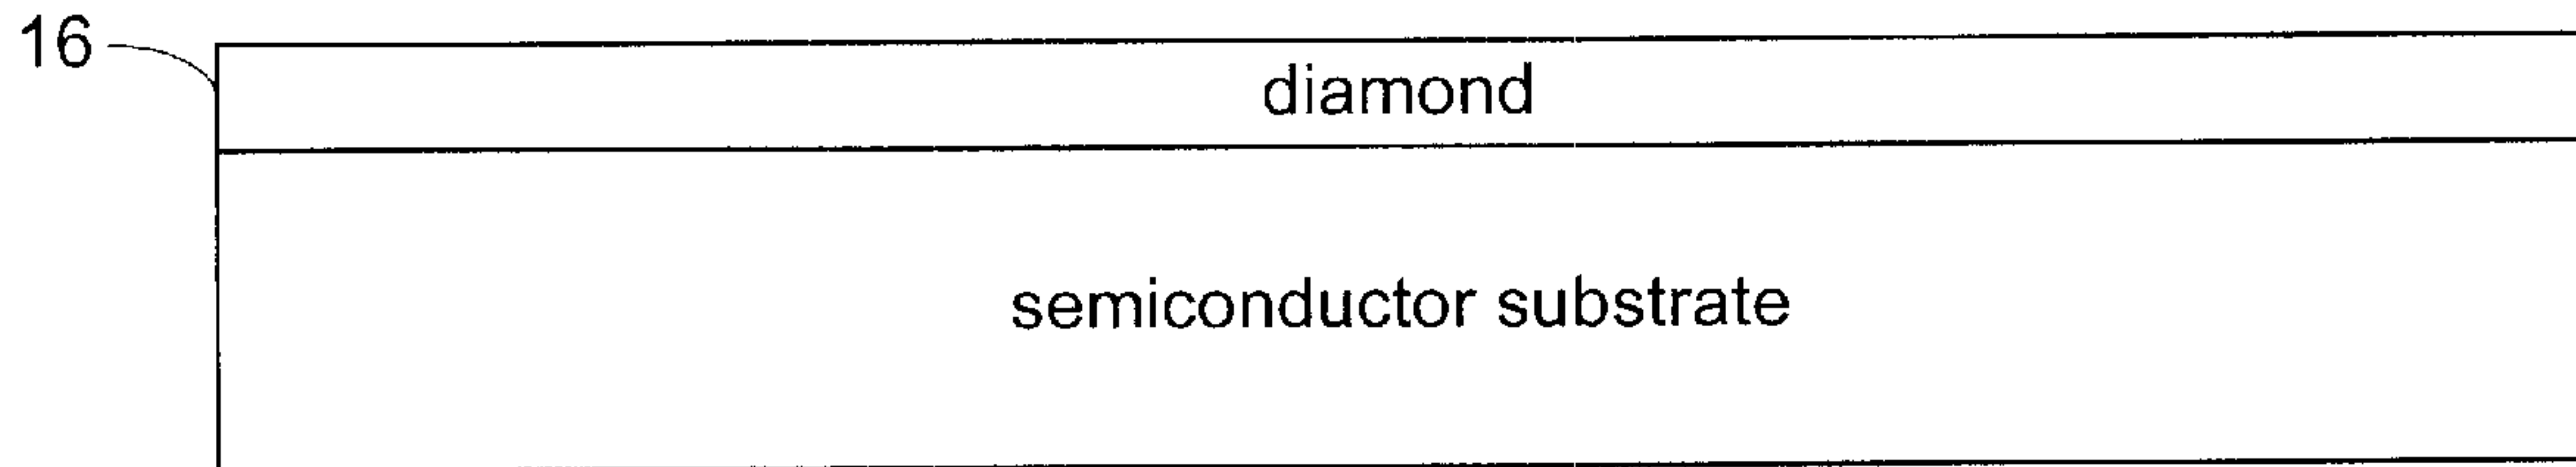 16
diamond
semiconductor substrate